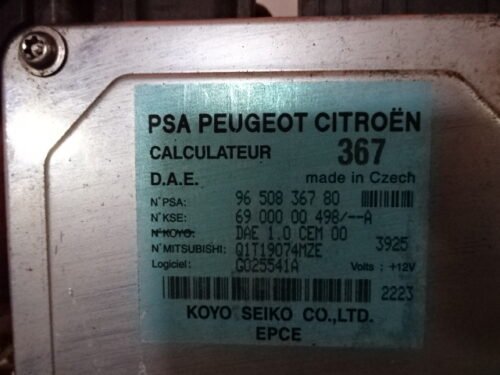 PSA PEUGEOT CITROËN
CALCULATEUR 367
D.A.E. made in Czech
N°PSA: 96 508 367 80
N°KSE: 69 000 00 498/--A
N°KOYO: DAE 1.0 CEM 00
N°MITSUBISHI: Q1T19074MZE 3925
Logiciel: G025541A Volts : +12V
2223
KOYO SEIKO CO.,LTD.
EPCE